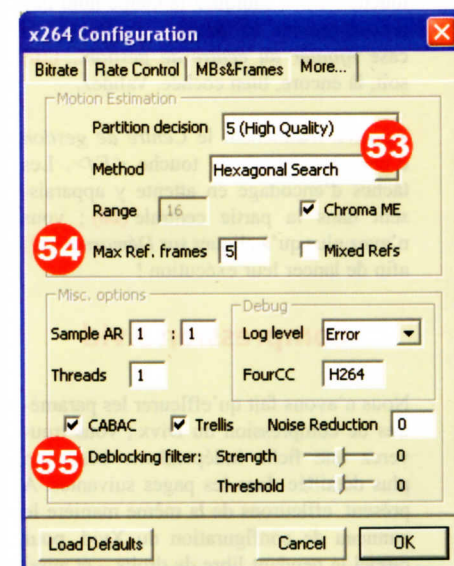 x264 Configuration
Bitrate Rate Control MBs&Frames More...
Motion Estimation
Partition decision 5 (High Quality)
53
Method Hexagonal Search
Range 16 Chroma ME
54 Max Ref. frames 5 Mixed Refs
Misc. options
Debug
Sample AR 1 : 1 Log level Error
Threads 1 FourCC H264
CABAC Trellis Noise Reduction 0
55 Deblocking filter: Strength 0
Threshold 0
Load Defaults Cancel OK